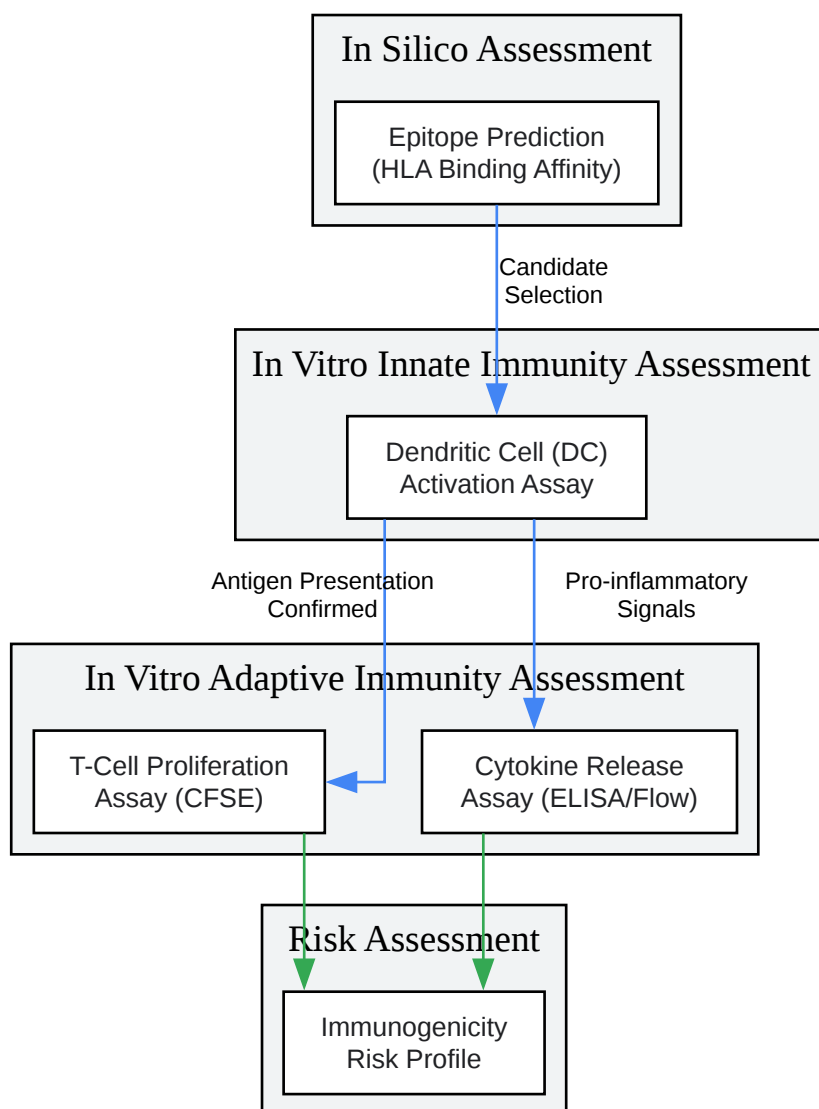 In Silico Assessment
Epitope Prediction
(HLA Binding Affinity)
Candidate
Selection
In Vitro Innate Immunity Assessment
Dendritic Cell (DC)
Activation Assay
Antigen Presentation
Confirmed
Pro-inflammatory
Signals
In Vitro Adaptive Immunity Assessment
T-Cell Proliferation
Assay (CFSE)
Cytokine Release
Assay (ELISA/Flow)
Risk Assessment
Immunogenicity
Risk Profile